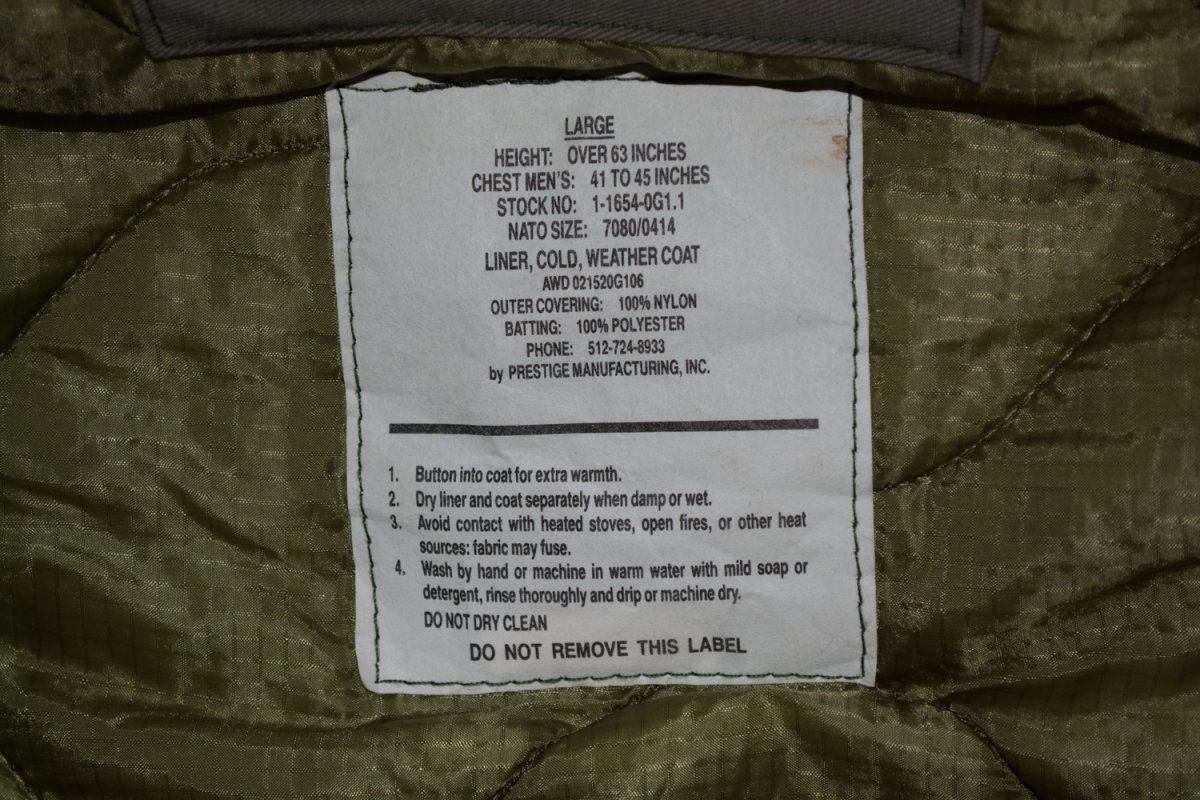 LARGE
HEIGHT: OVER 63 INCHES
CHEST MEN'S: 41 TO 45 INCHES
STOCK NO: 1-1654-0G1.1
NATO SIZE: 7080/0414
LINER, COLD, WEATHER COAT
AWD 021520G106
OUTER COVERING: 100% NYLON
BATTING: 100% POLYESTER
PHONE: 512-724-8933
by PRESTIGE MANUFACTURING, INC.
1. Button into coat for extra warmth.
2. Dry liner and coat separately when damp or wet.
3. Avoid contact with heated stoves, open fires, or other heat
sources: fabric may fuse.
4. Wash by hand or machine in warm water with mild soap or
detergent, rinse thoroughly and drip or machine dry.
DO NOT DRY CLEAN
DO NOT REMOVE THIS LABEL